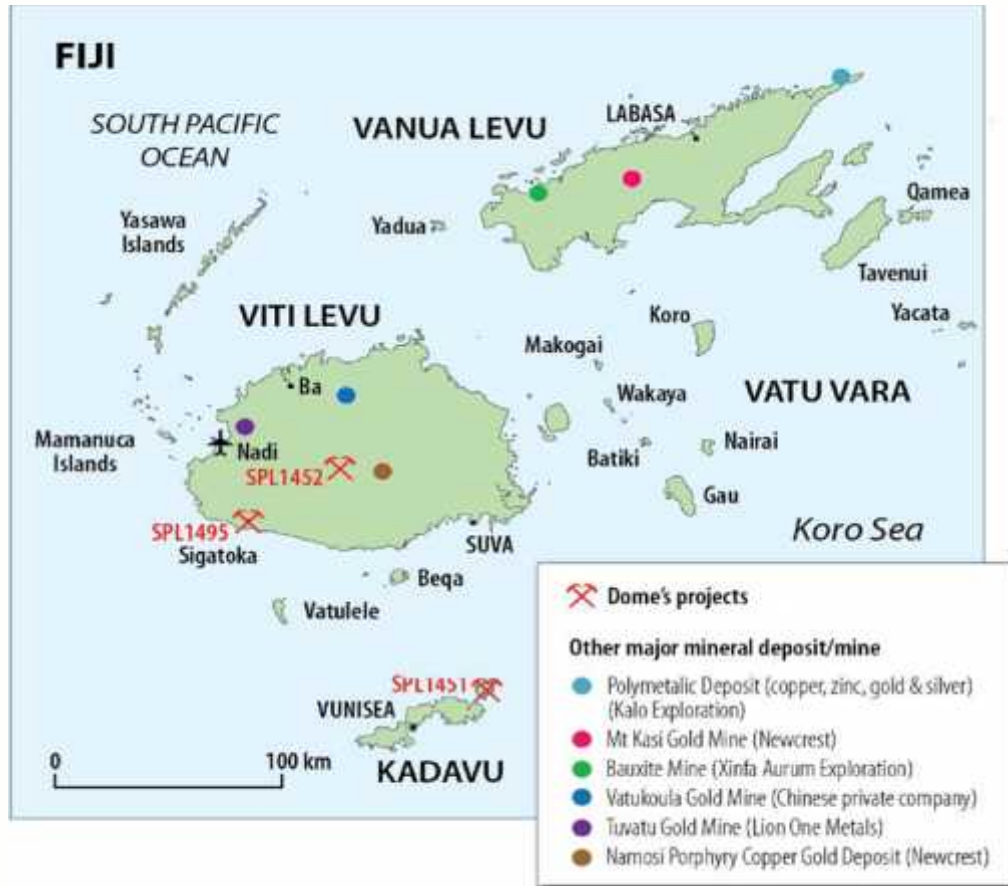 FIJI
SOUTH PACIFIC
OCEAN
VANUA LEVU
LABASA
Yasawa
Islands
Yadua
Qamea
Tavenui
VITI LEVU
Koro
Yacata
Makogai
Ba
Wakaya
VATU VARA
Mamanuca
Islands
Nadi
Batiki
Nairai
SPL1452
Gau
SPL1495
Sigatoka
SUVA
Koro Sea
Beqa
Vatulele
SPL1451
VUNISEA
KADAVU
0
100 km
Dome's projects
Other major mineral deposit/mine
Polymetalic Deposit (copper, zinc, gold & silver)
(Kalo Exploration)
Mt Kasi Gold Mine (Newcrest)
Bauxite Mine (Xinfa Aurum Exploration)
Vatukoula Gold Mine (Chinese private company)
Tuvatu Gold Mine (Lion One Metals)
Namosi Porphyry Copper Gold Deposit (Newcrest)